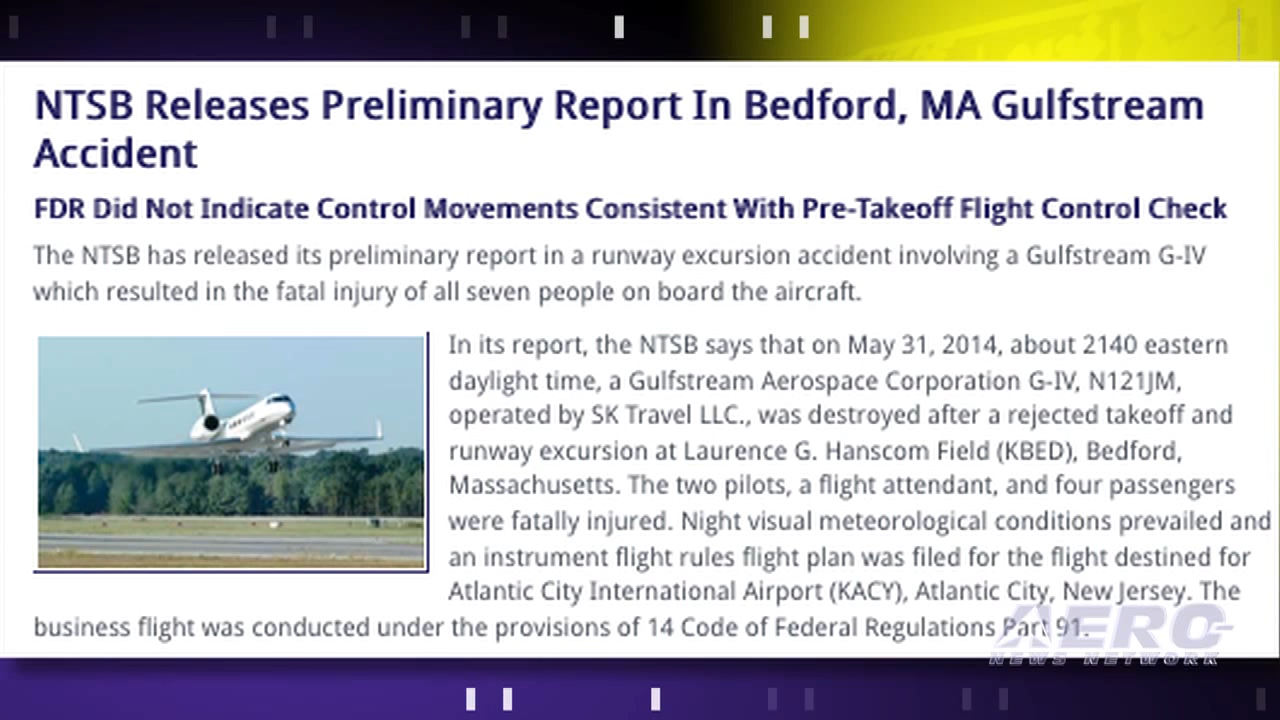 NTSB Releases Preliminary Report In Bedford, MA Gulfstream
Accident
FDR Did Not Indicate Control Movements Consistent With Pre-Takeoff Flight Control Check
The NTSB has released its preliminary report in a runway excursion accident involving a Gulfstream G-IV
which resulted in the fatal injury of all seven people on board the aircraft.
In its report, the NTSB says that on May 31, 2014, about 2140 eastern
daylight time, a Gulfstream Aerospace Corporation G-IV, N121JM,
operated by SK Travel LLC., was destroyed after a rejected takeoff and
runway excursion at Laurence G. Hanscom Field (KBED), Bedford,
Massachusetts. The two pilots, a flight attendant, and four passengers
were fatally injured. Night visual meteorological conditions prevailed and
an instrument flight rules flight plan was filed for the flight destined for
Atlantic City International Airport (KACY), Atlantic City, New Jersey. The
business flight was conducted under the provisions of 14 Code of Federal Regulations Part 91.
AERO
NEWS NETWORK